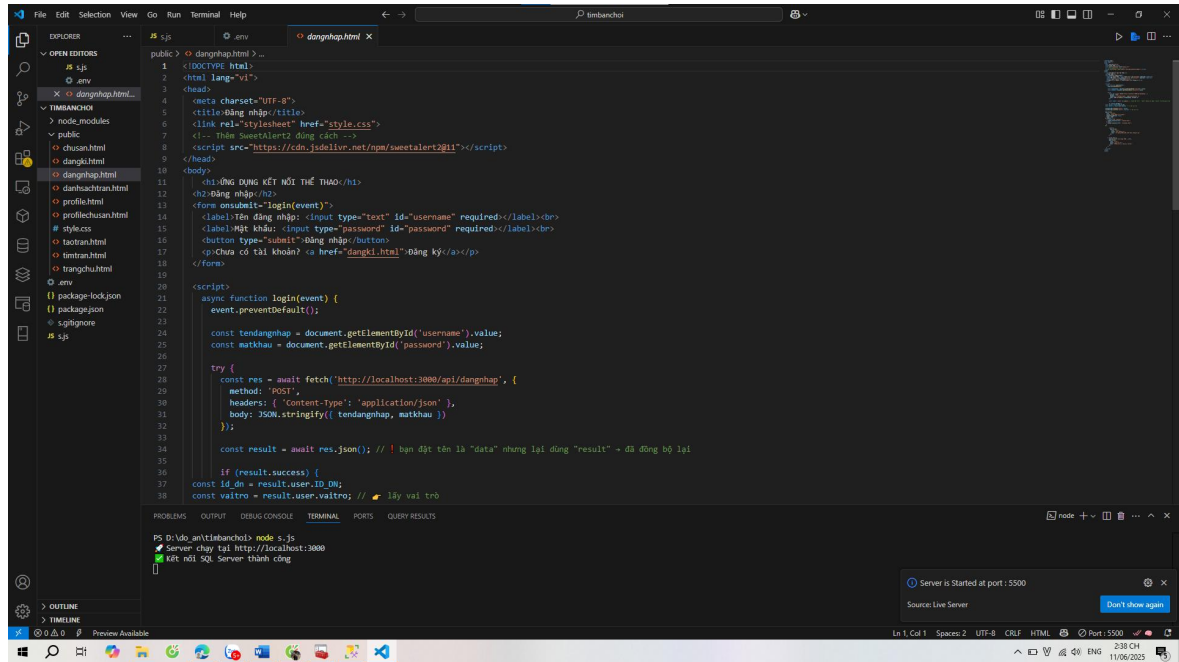 File Edit Selection View Go Run Terminal Help
timbanchoi
EXPLORER
JS s.js
.env
dangnhap.html
OPEN EDITORS
JS s.js
.env
dangnhap.html...
TIMBANCHOI
node_modules
public
chusan.html
dangki.html
dangnhap.html
danhsachtran.html
profile.html
profilechusan.html
# style.css
taotran.html
timtran.html
trangchu.html
.env
{} package-lock.json
{} package.json
s.gitignore
JS s.js
OUTLINE
TIMELINE
public > dangnhap.html > ...
1 <!DOCTYPE html>
2 <html lang="vi">
3 <head>
4 <meta charset="UTF-8">
5 <title>Đăng nhập</title>
6 <link rel="stylesheet" href="style.css">
7 <!-- Thêm SweetAlert2 đúng cách -->
8 <script src="https://cdn.jsdelivr.net/npm/sweetalert2@11"></script>
9 </head>
10 <body>
11 <h1>ỨNG DỤNG KẾT NỐI THỂ THAO</h1>
12 <h2>Đăng nhập</h2>
13 <form onsubmit="login(event)">
14 <label>Tên đăng nhập: <input type="text" id="username" required></label><br>
15 <label>Mật khẩu: <input type="password" id="password" required></label><br>
16 <button type="submit">Đăng nhập</button>
17 <p>Chưa có tài khoản? <a href="dangki.html">Đăng ký</a></p>
18 </form>
19
20 <script>
21 async function login(event) {
22 event.preventDefault();
23
24 const tendangnhap = document.getElementById('username').value;
25 const matkhau = document.getElementById('password').value;
26
27 try {
28 const res = await fetch('http://localhost:3000/api/dangnhap', {
29 method: 'POST',
30 headers: { 'Content-Type': 'application/json' },
31 body: JSON.stringify({ tendangnhap, matkhau })
32 });
33
34 const result = await res.json(); // ❗ bạn đặt tên là "data" nhưng lại dùng "result" → đã đồng bộ lại
35
36 if (result.success) {
37 const id_dn = result.user.ID_DN;
38 const vaitro = result.user.vaitro; // 👉 lấy vai trò
PROBLEMS OUTPUT DEBUG CONSOLE TERMINAL PORTS QUERY RESULTS
node
PS D:\do_an\timbanchoi> node s.js
🚀 Server chạy tại http://localhost:3000
✅ Kết nối SQL Server thành công
Server is Started at port : 5500
Source: Live Server
Don't show again
0 0 Preview Available
Ln 1, Col 1 Spaces: 2 UTF-8 CRLF HTML Port : 5500
ENG
2:38 CH
11/06/2025